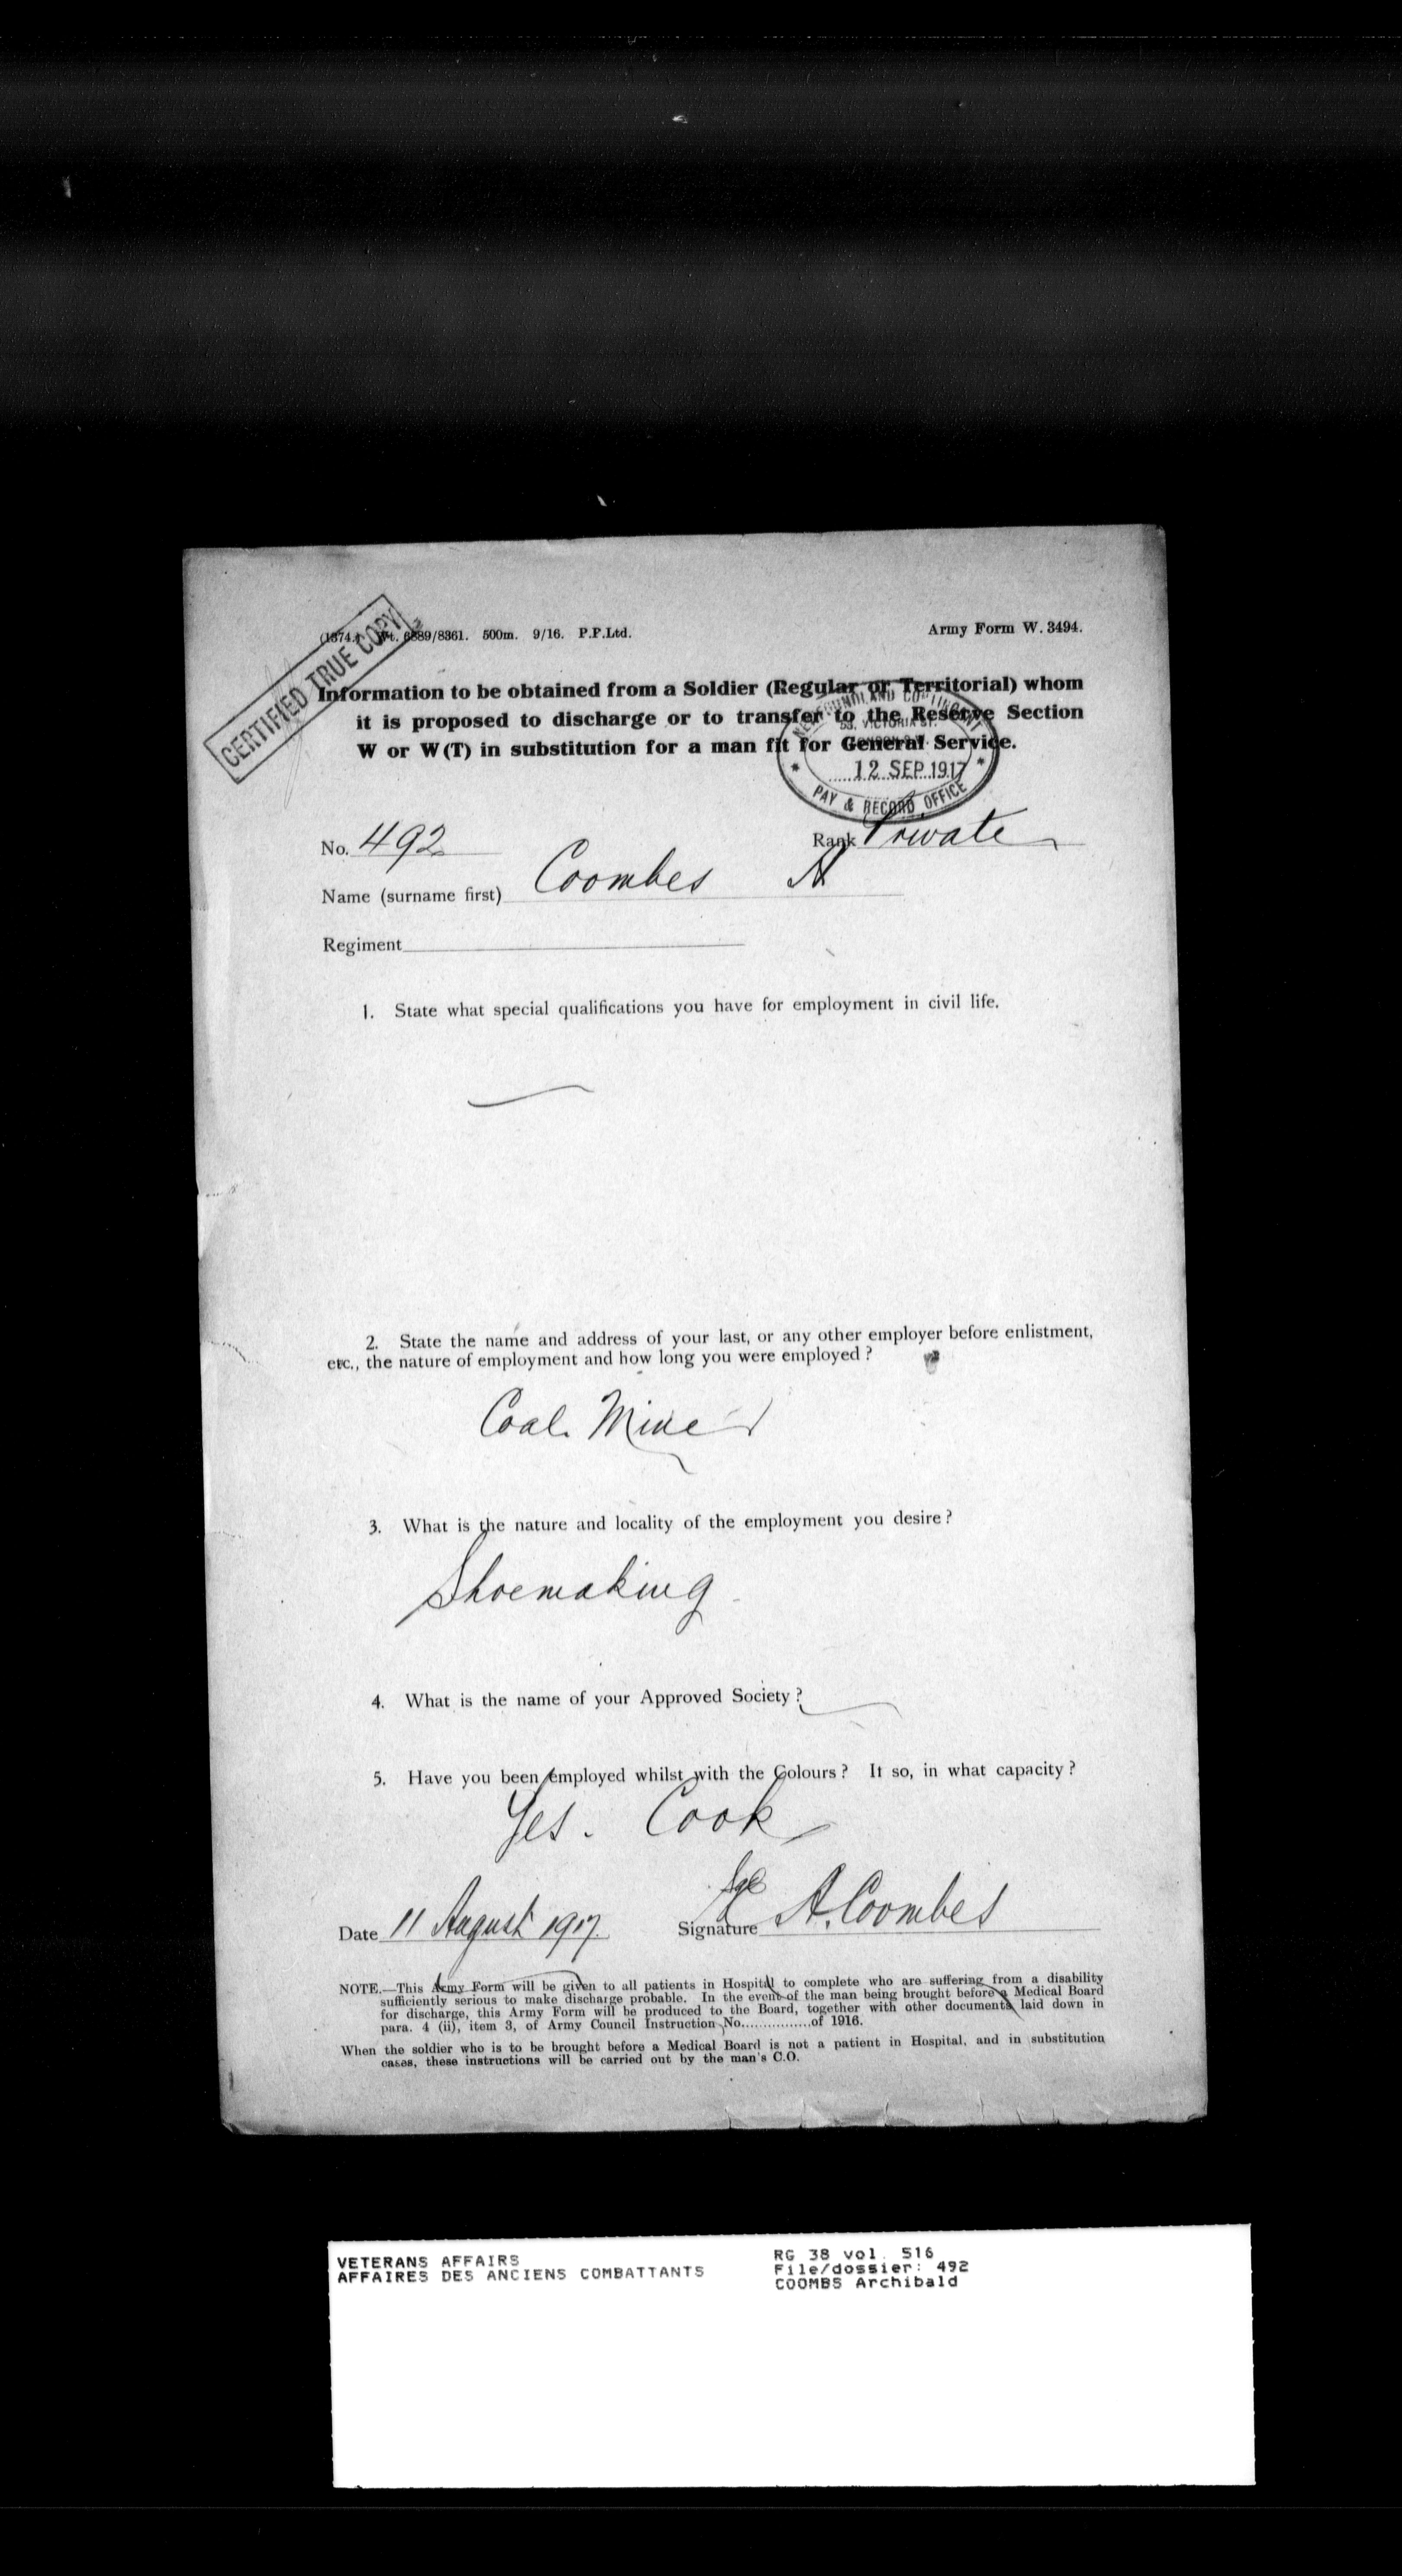 CERTIFIED TRUE COPY
(1374.) Wt. 6889/8361. 500m. 9/16. P.P.Ltd.
Army Form W. 3494.
Information to be obtained from a Soldier (Regular or Territorial) whom
it is proposed to discharge or to transfer to the Reserve Section
W or W(T) in substitution for a man fit for General Service.
NEWFOUNDLAND CONTINGENT
58, VICTORIA ST.
LONDON S.W.
12 SEP. 1917
PAY & RECORD OFFICE
No. 492
Rank Private
Name (surname first) Coombes A
Regiment
1. State what special qualifications you have for employment in civil life.
2. State the name and address of your last, or any other employer before enlistment,
etc., the nature of employment and how long you were employed?
Coal. Miner
3. What is the nature and locality of the employment you desire?
Shoemaking
4. What is the name of your Approved Society?
5. Have you been employed whilst with the Colours? If so, in what capacity?
Yes. Cook
Date 11 August 1917.
Signature A. Coombes
NOTE.—This Army Form will be given to all patients in Hospital to complete who are suffering from a disability
sufficiently serious to make discharge probable. In the event of the man being brought before a Medical Board
for discharge, this Army Form will be produced to the Board, together with other documents laid down in
para. 4 (ii), item 3, of Army Council Instruction No...............of 1916.
When the soldier who is to be brought before a Medical Board is not a patient in Hospital, and in substitution
cases, these instructions will be carried out by the man's C.O.
VETERANS AFFAIRS
AFFAIRES DES ANCIENS COMBATTANTS
RG 38 vol. 516
File/dossier: 492
COOMBS Archibald